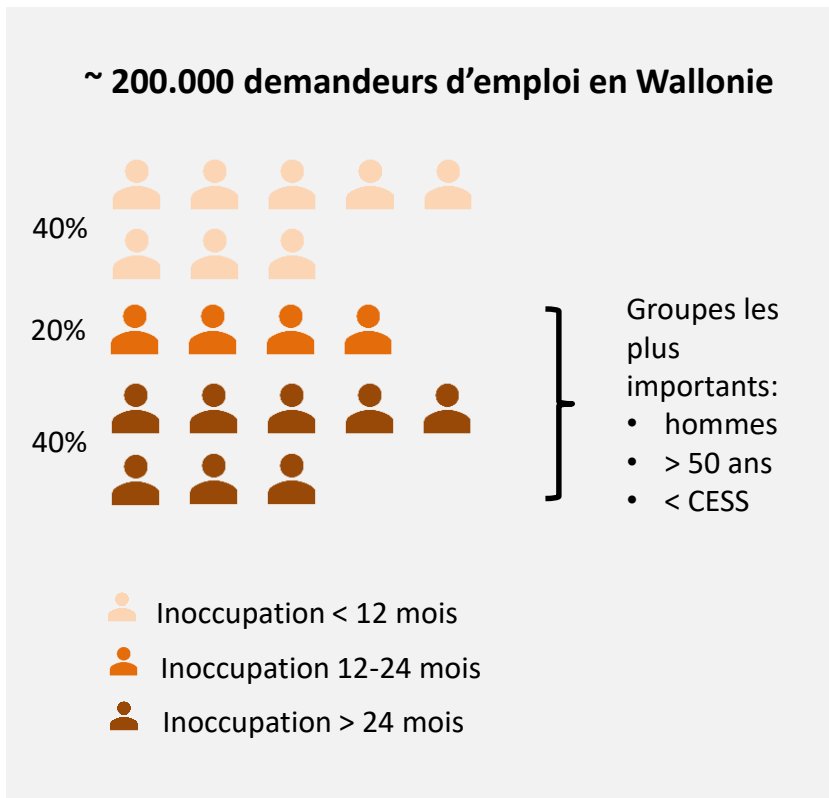 ~ 200.000 demandeurs d'emploi en Wallonie
40%
20%
40%
Groupes les
plus
importants:
• hommes
• > 50 ans
• < CESS
Inoccupation < 12 mois
Inoccupation 12-24 mois
Inoccupation > 24 mois